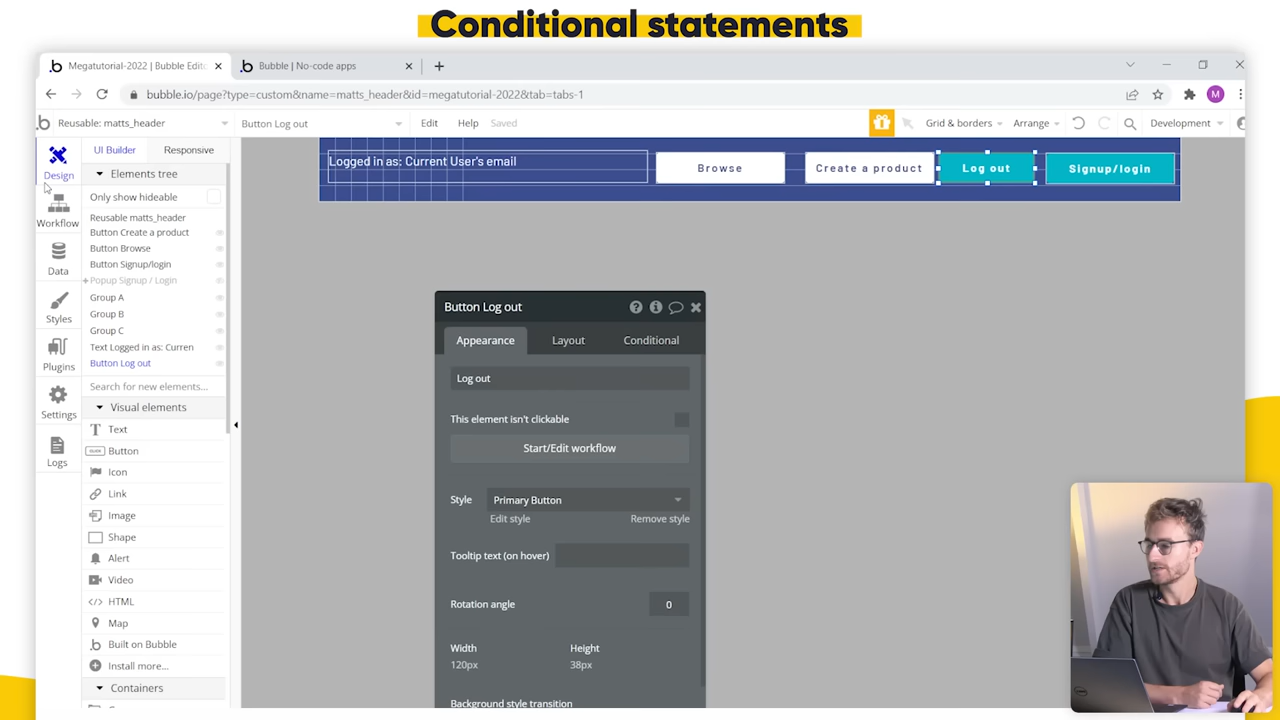 Conditional statements
Megatutorial-2022 | Bubble Edito
Bubble | No-code apps
bubble.io/page?type=custom&name=matts_header&id=megatutorial-2022&tab=tabs-1
M
Reusable: matts_header
Button Log out
Edit
Help
Saved
Grid & borders
Arrange
Development
Design
Workflow
Data
Styles
Plugins
Settings
Logs
UI Builder
Responsive
Elements tree
Only show hideable
Reusable matts_header
Button Create a product
Button Browse
Button Signup/login
Popup Signup / Login
Group A
Group B
Group C
Text Logged in as: Curren
Button Log out
Search for new elements...
Visual elements
Text
Button
Icon
Link
Image
Shape
Alert
Video
HTML
Map
Built on Bubble
Install more...
Containers
Logged in as: Current User's email
Browse
Create a product
Log out
Signup/login
Button Log out
Appearance
Layout
Conditional
Log out
This element isn't clickable
Start/Edit workflow
Style
Primary Button
Edit style
Remove style
Tooltip text (on hover)
Rotation angle
0
Width
Height
120px
38px
Background style transition